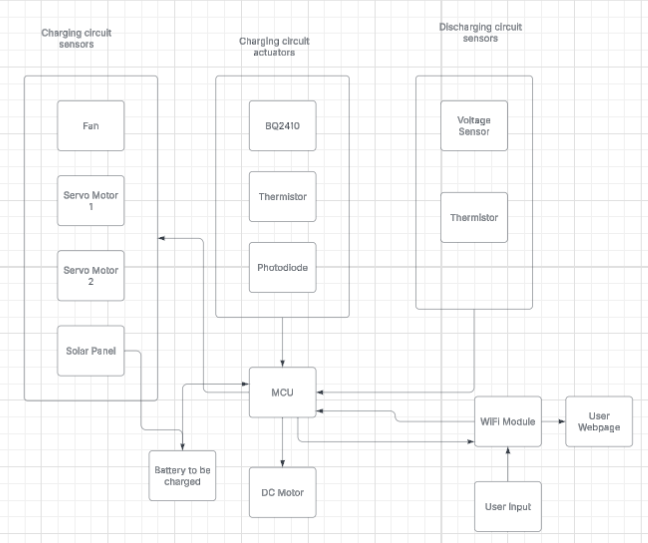 Charging circuit
sensors
Charging circuit
actuators
Discharging circuit
sensors
Fan
Servo Motor
1
Servo Motor
2
Solar Panel
BQ2410
Thermistor
Photodiode
Voltage
Sensor
Thermistor
MCU
WiFi Module
User
Webpage
Battery to be
charged
DC Motor
User Input